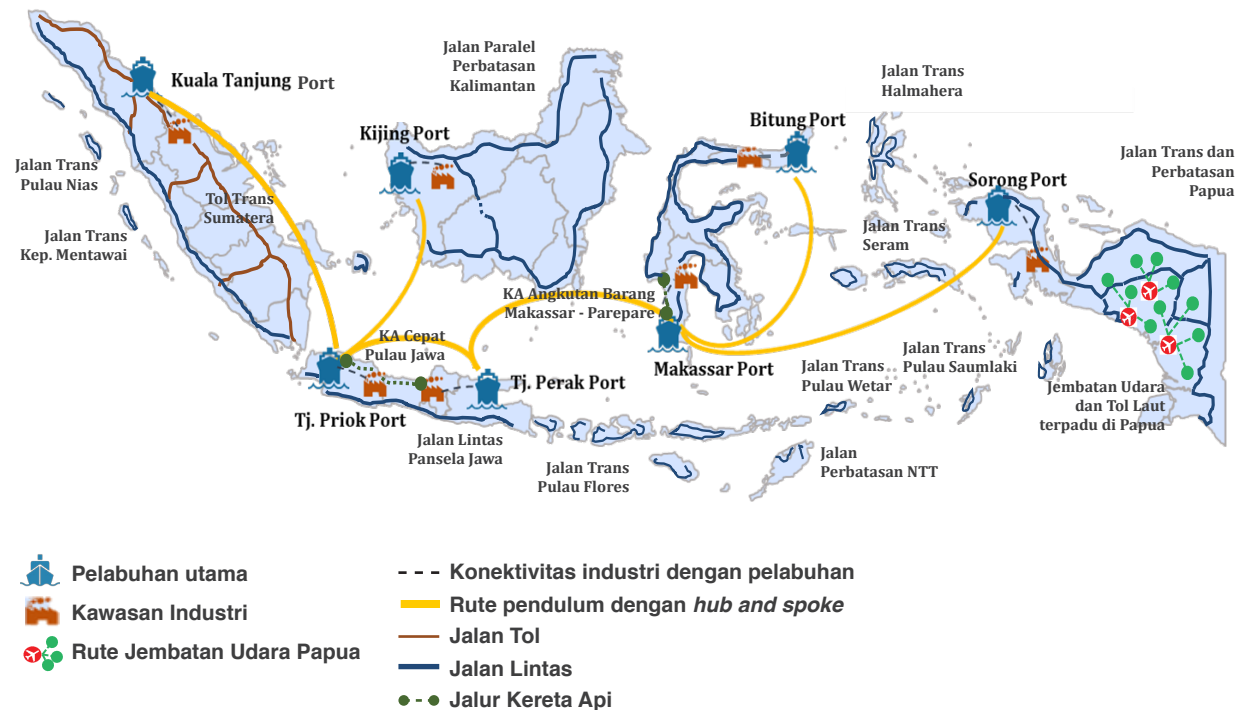 Jalan Paralel
Perbatasan
Kalimantan
Kuala Tanjung Port
Jalan Trans
Halmahera
Kijing Port
Bitung Port
Jalan Trans dan
Perbatasan
Papua
Jalan Trans
Pulau Nias
Sorong Port
Tol Trans
Sumatera
Jalan Trans
Kep. Mentawai
Jalan Trans
Seram
KA Angkutan Barang
Makassar - Parepare
KA Cepat
Pulau Jawa
Makassar Port
Jalan Trans
Pulau Saumlaki
Jalan Trans
Pulau Wetar
Tj. Perak Port
Jembatan Udara
dan Tol Laut
terpadu di Papua
Tj. Priok Port
Jalan Lintas
Pansela Jawa
Jalan Trans
Pulau Flores
Jalan
Perbatasan NTT
Pelabuhan utama
Kawasan Industri
Rute Jembatan Udara Papua
Konektivitas industri dengan pelabuhan
Rute pendulum dengan hub and spoke
Jalan Tol
Jalan Lintas
Jalur Kereta Api